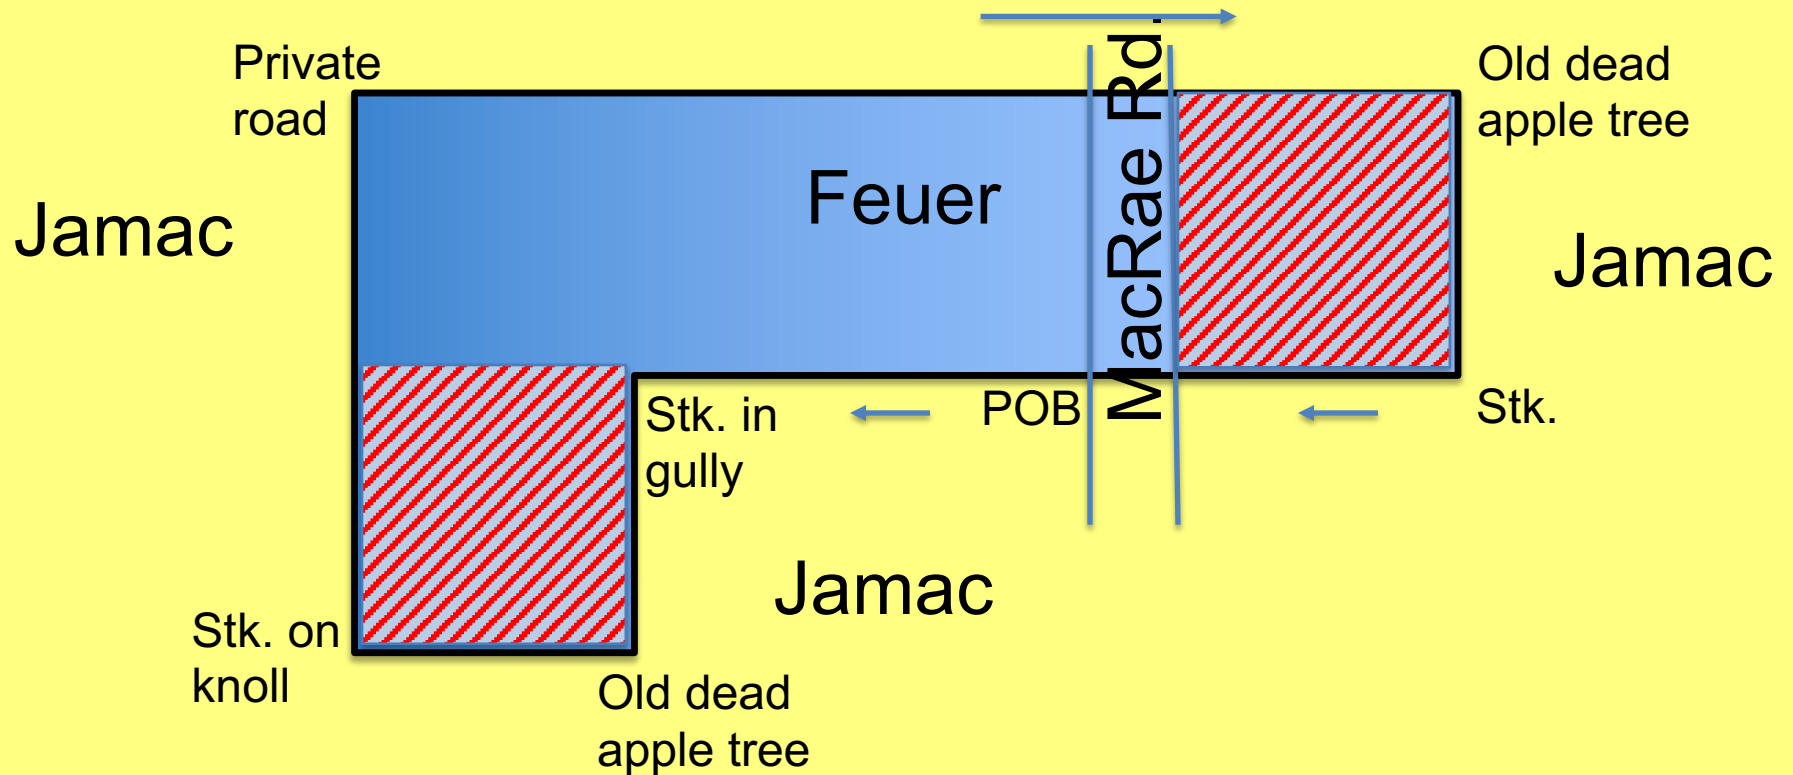 Private
road
MacRae Rd.
Old dead
apple tree
Jamac
Feuer
Jamac
Stk. in
gully
POB
Stk.
Jamac
Stk. on
knoll
Old dead
apple tree